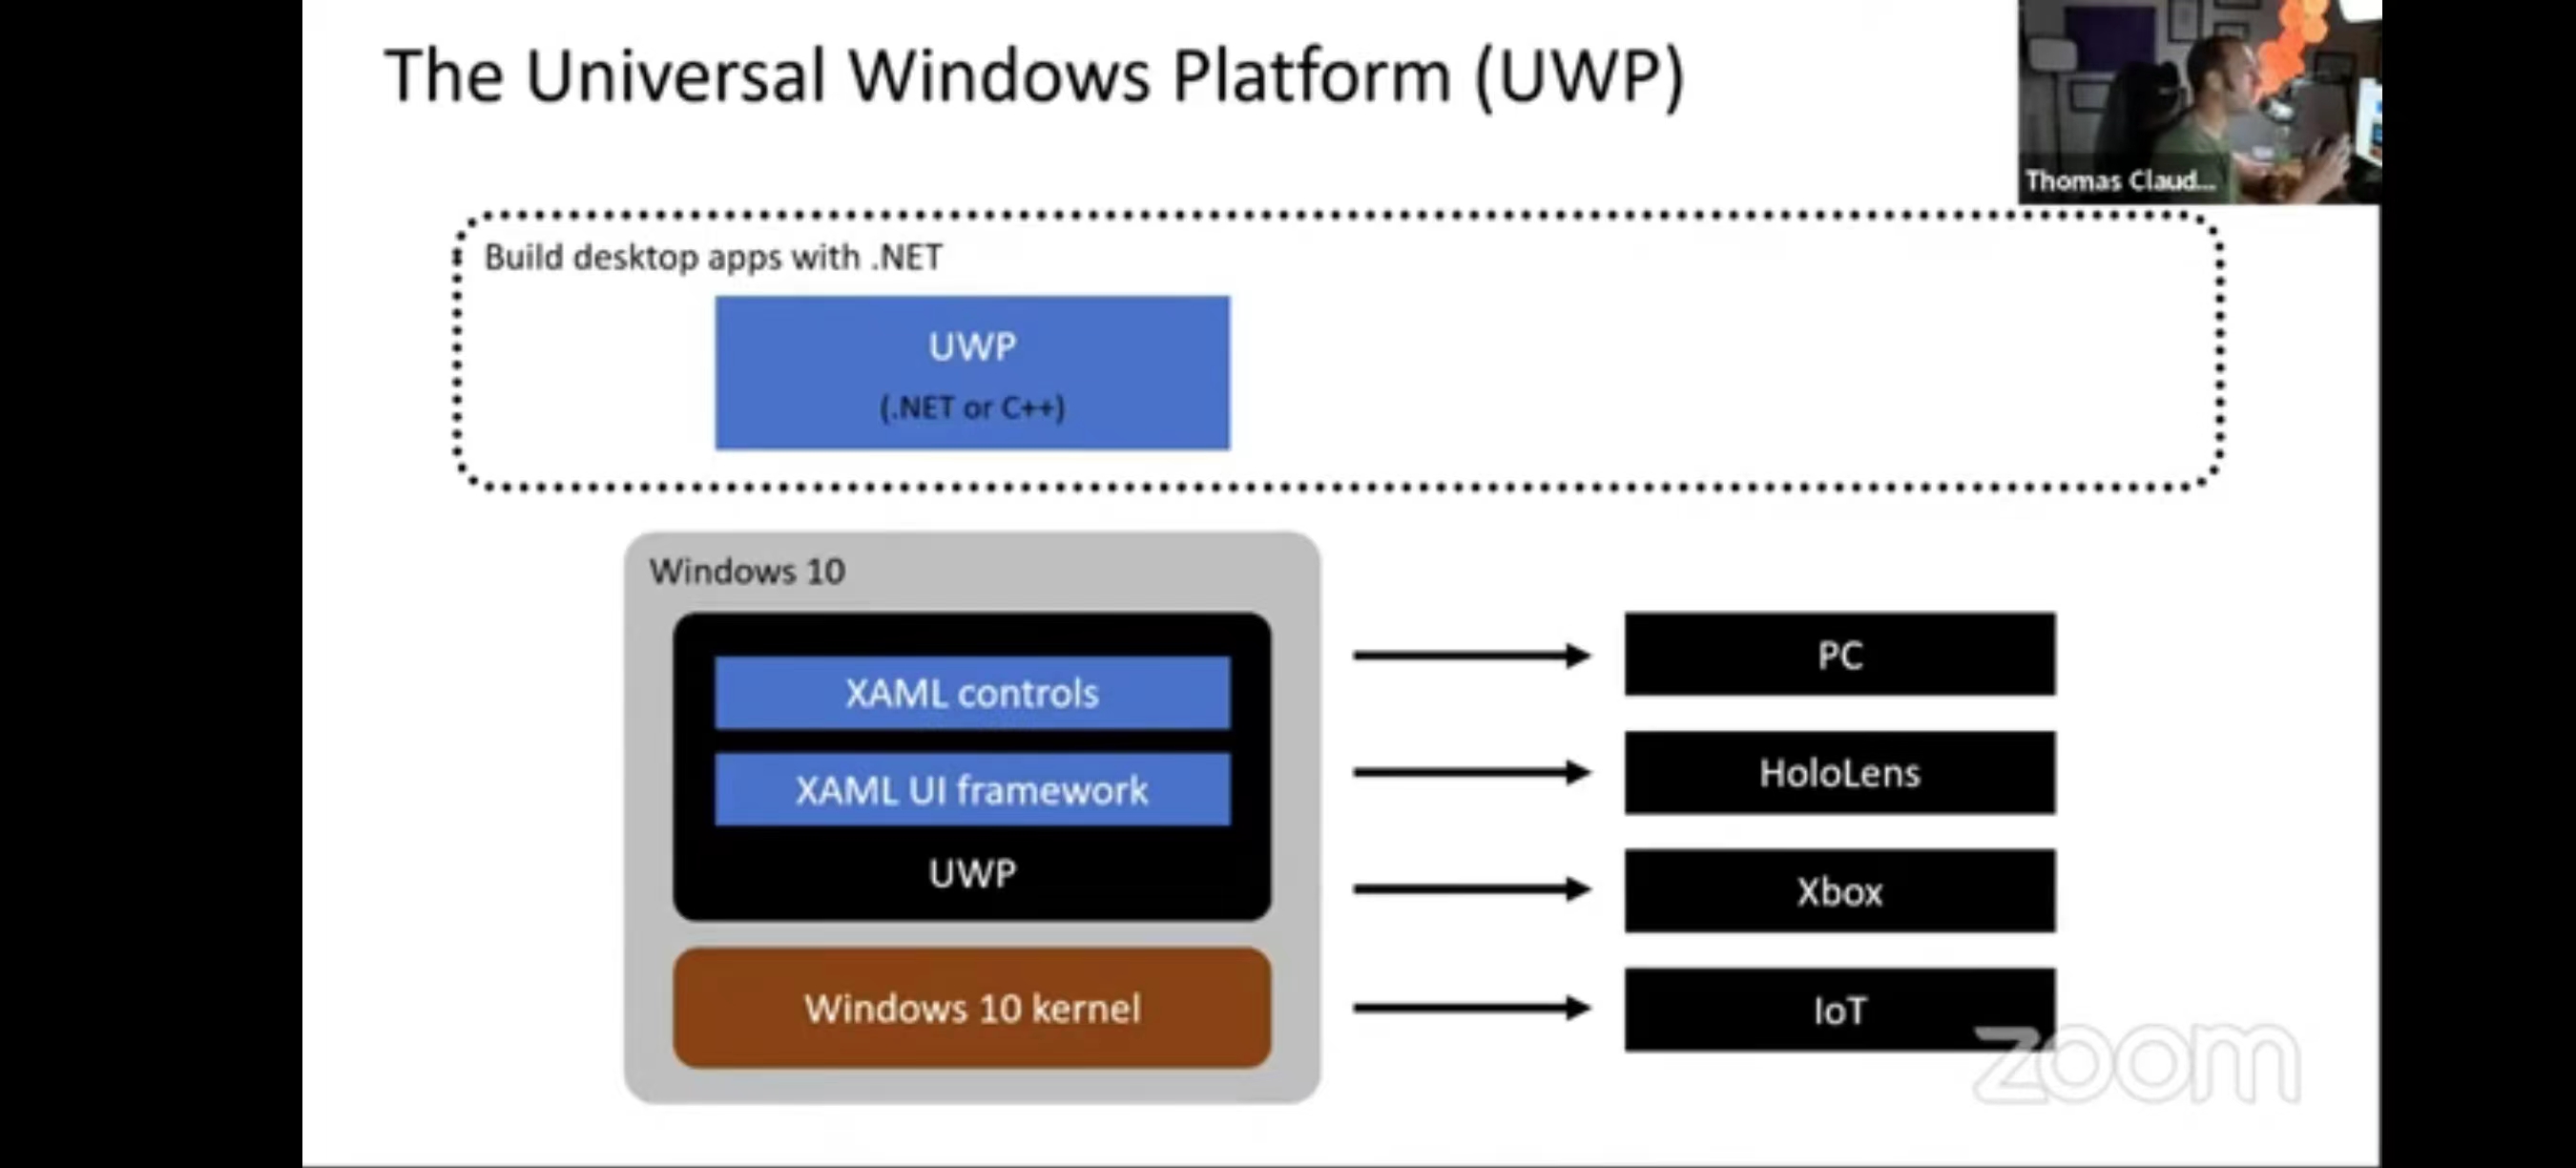 The Universal Windows Platform (UWP)
Thomas Claud...
Build desktop apps with .NET
UWP
(.NET or C++)
Windows 10
XAML controls
XAML UI framework
UWP
Windows 10 kernel
PC
HoloLens
Xbox
IoT
zoom